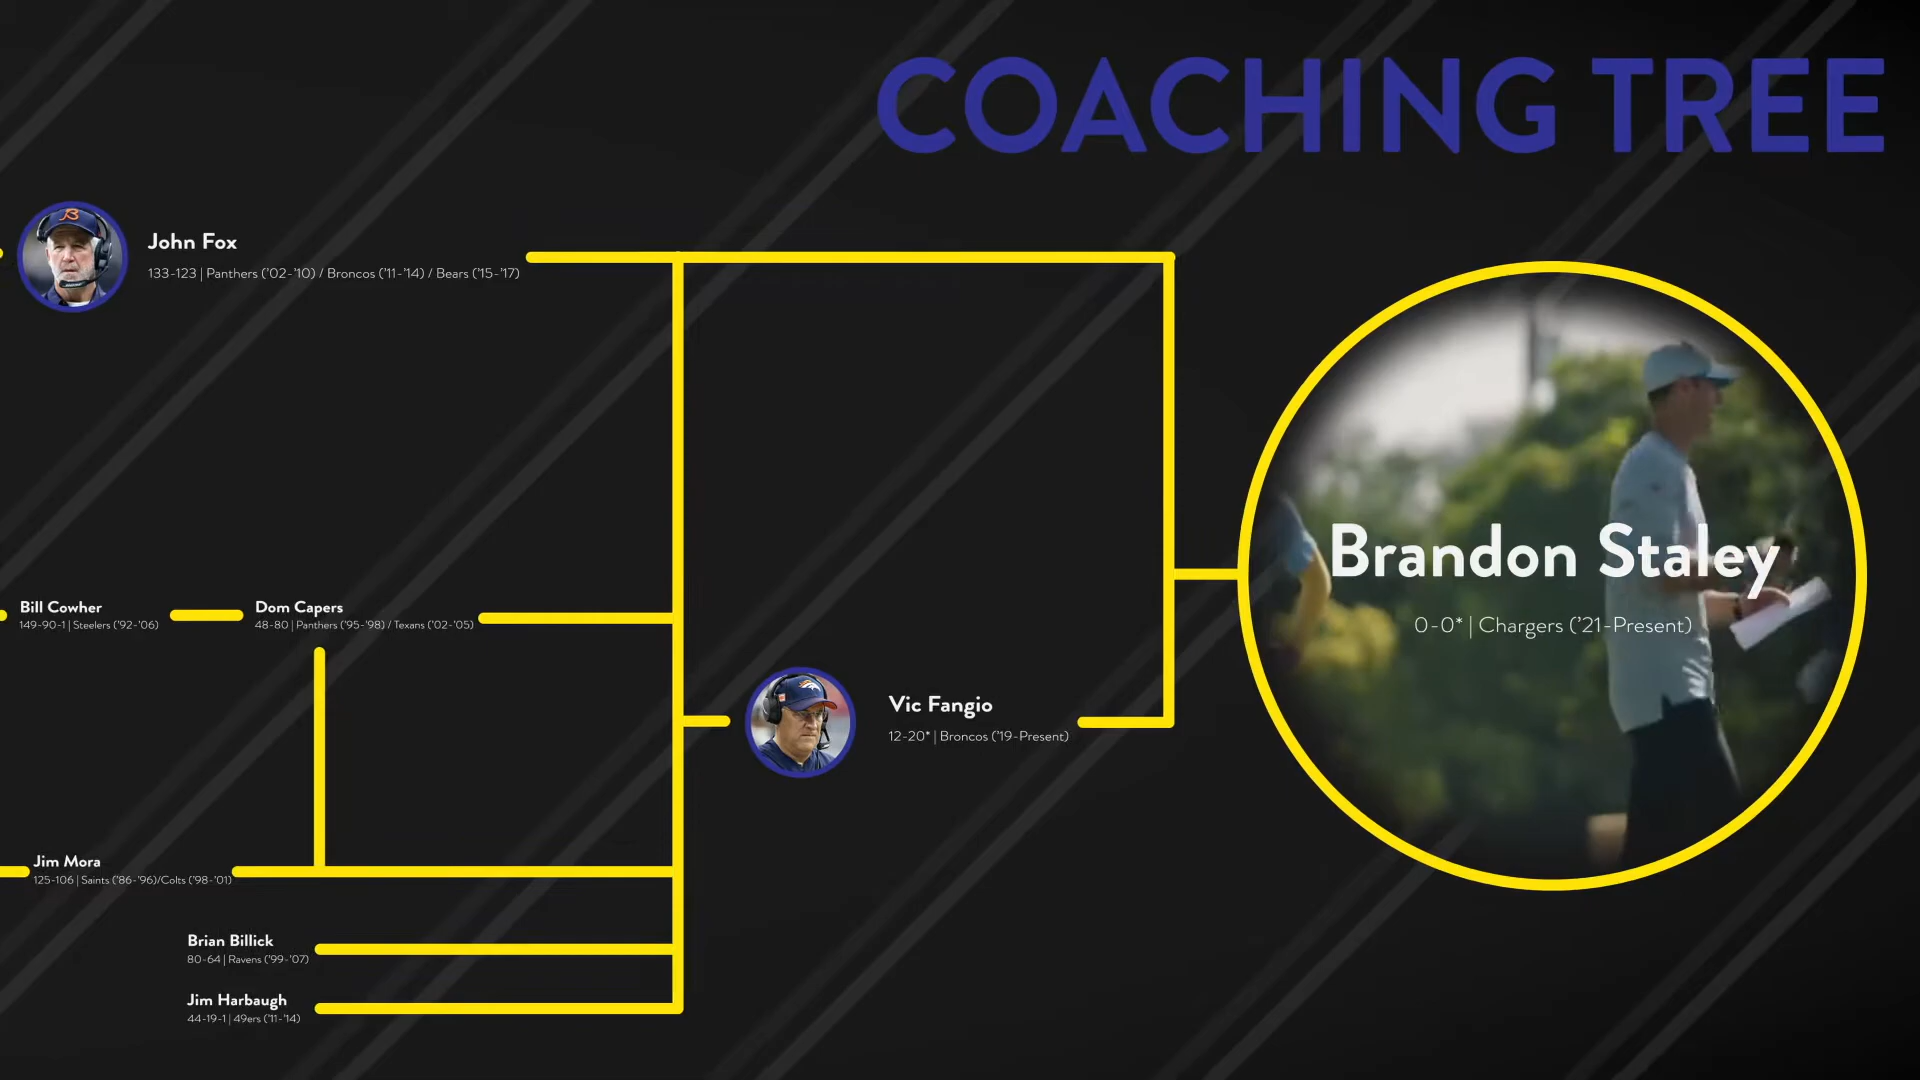 COACHING TREE
John Fox
133-123 | Panthers ('02-'10) / Broncos ('11-'14) / Bears ('15-'17)
Brandon Staley
0-0* | Chargers ('21-Present)
Bill Cowher
149-90-1 | Steelers ('92-'06)
Dom Capers
48-80 | Panthers ('95-'98) / Texans ('02-'05)
Vic Fangio
12-20* | Broncos ('19-Present)
Jim Mora
125-106 | Saints ('86-'96)/Colts ('98-'01)
Brian Billick
80-64 | Ravens ('99-'07)
Jim Harbaugh
44-19-1 | 49ers ('11-'14)